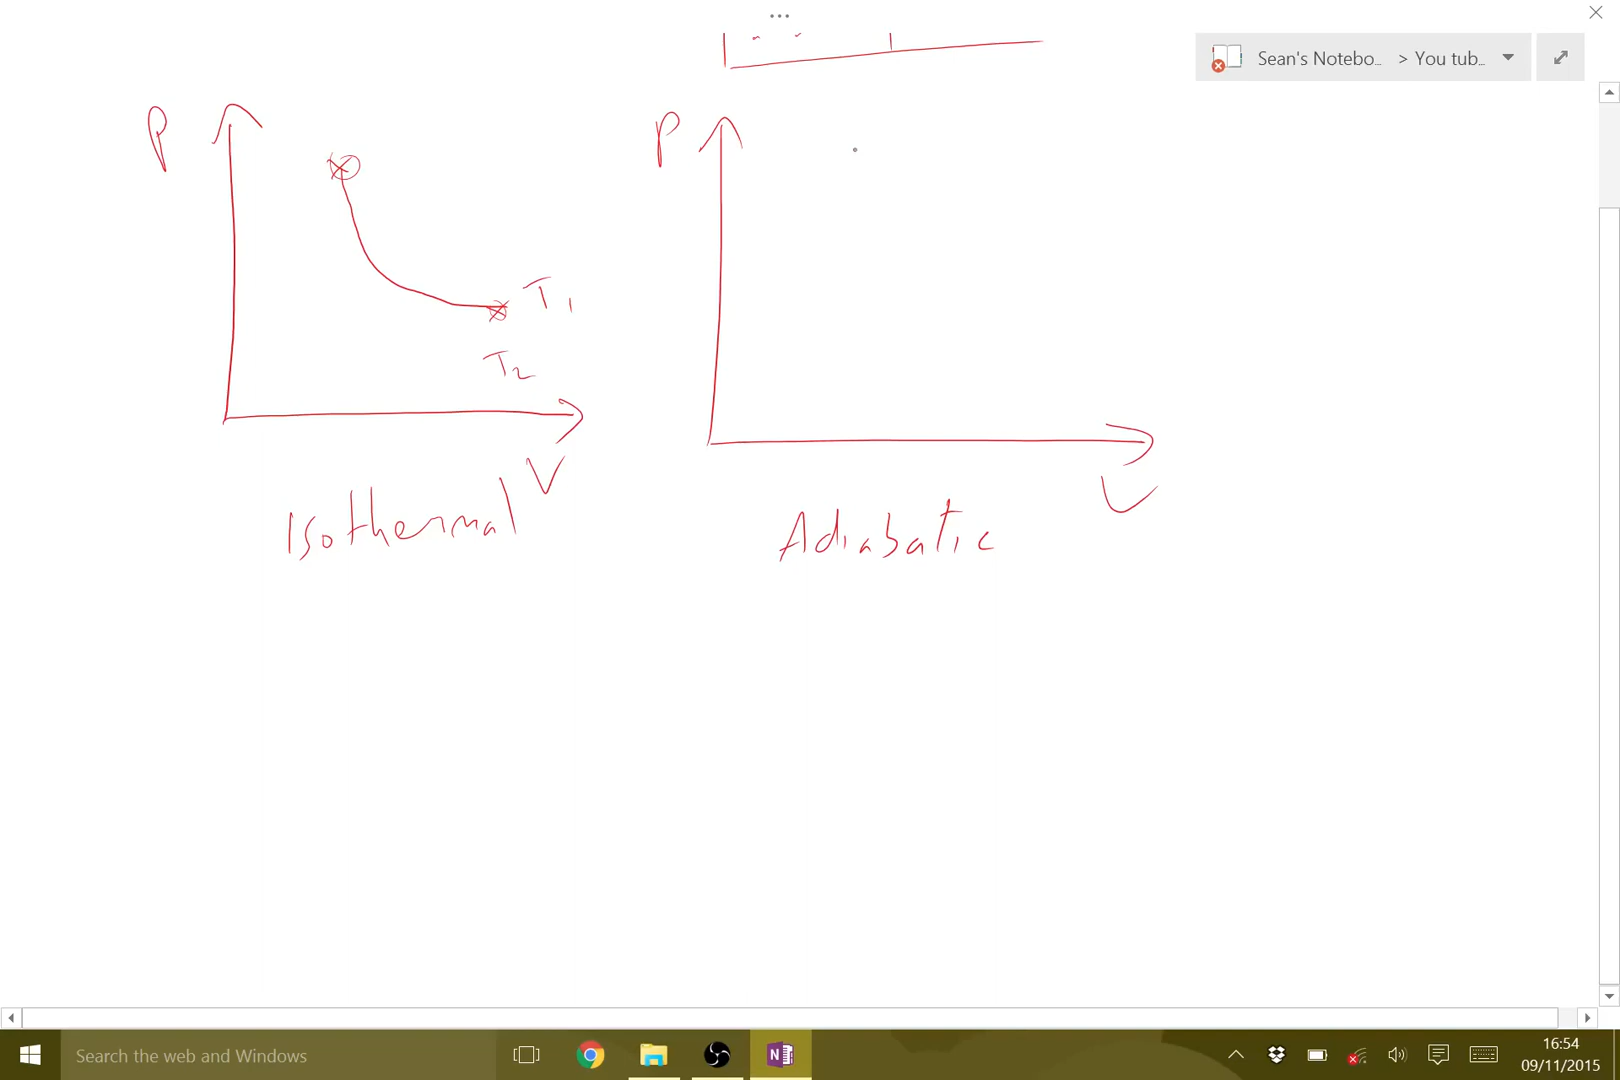 ...
Sean's Notebo... > You tub...
P
P
T1
T2
V
V
Isothermal
Adiabatic
Search the web and Windows
N
16:54
09/11/2015